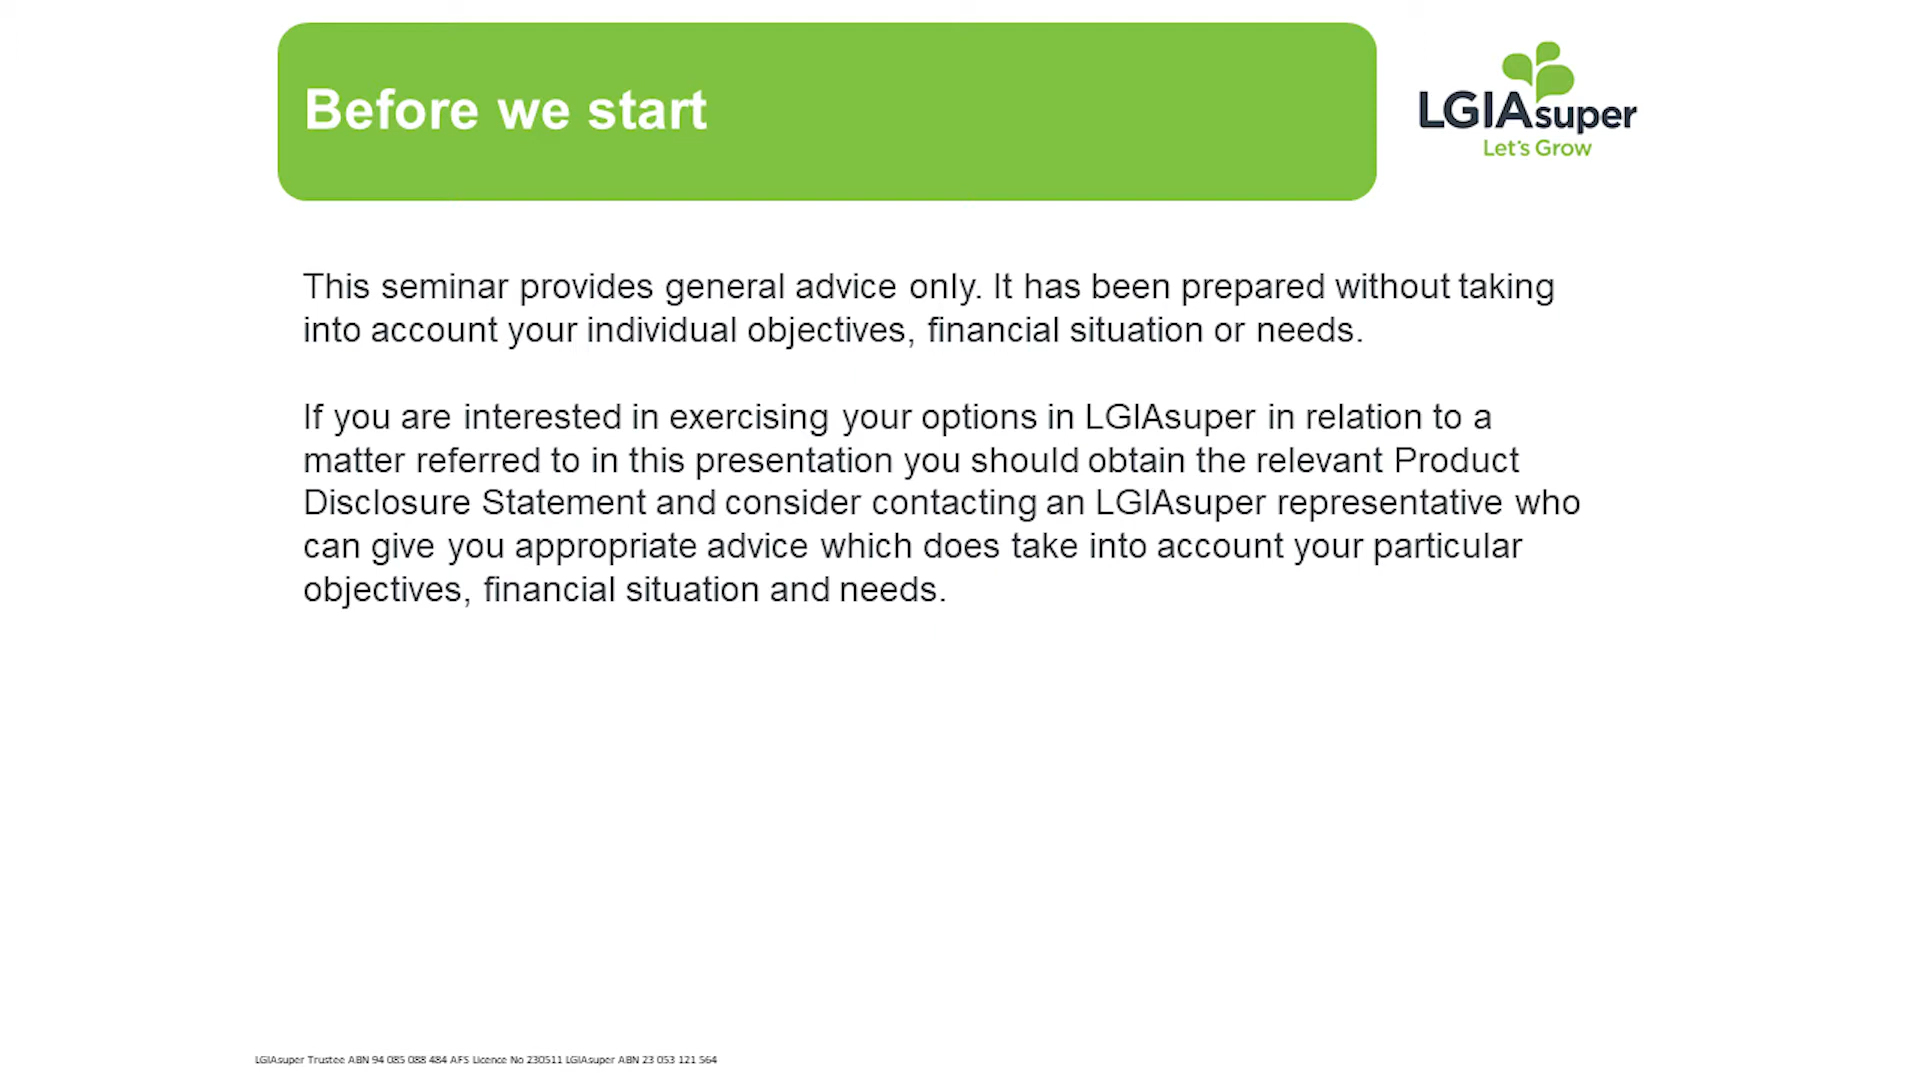 Before we start
LGIAsuper
Let's Grow
This seminar provides general advice only. It has been prepared without taking
into account your individual objectives, financial situation or needs.
If you are interested in exercising your options in LGIAsuper in relation to a
matter referred to in this presentation you should obtain the relevant Product
Disclosure Statement and consider contacting an LGIAsuper representative who
can give you appropriate advice which does take into account your particular
objectives, financial situation and needs.
LGIAsuper Trustee ABN 94 085 088 484 AFS Licence No 230511 LGIAsuper ABN 23 053 121 564